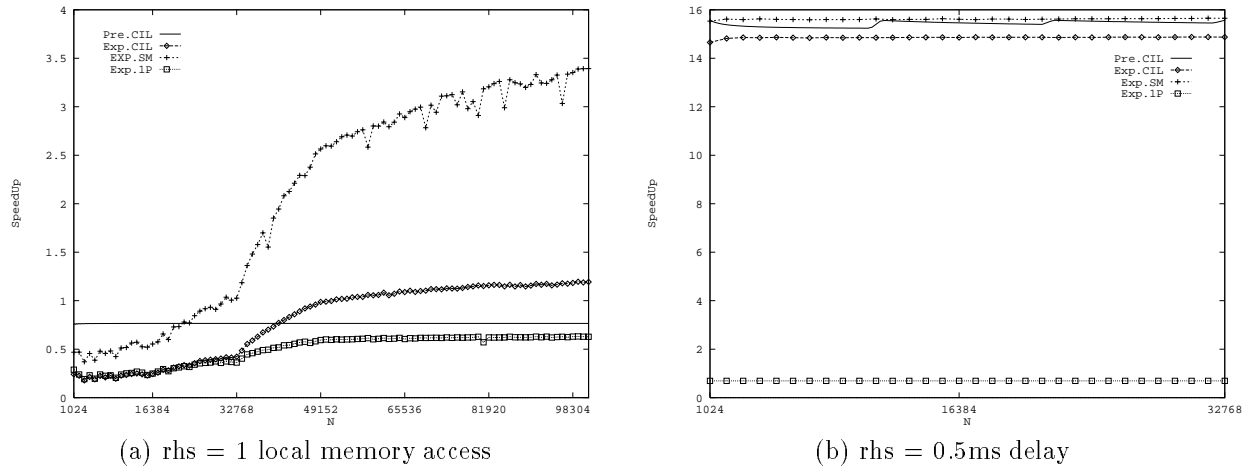 4
3.5
3
2.5
2
1.5
1
0.5
0
SpeedUp
Pre.CIL
Exp.CIL
EXP.SM
Exp.1P
1024 16384 32768 49152 65536 81920 98304
N
(a) rhs = 1 local memory access
16
14
12
10
8
6
4
2
0
SpeedUp
Pre.CIL
Exp.CIL
Exp.SM
Exp.1P
1024 16384 32768
N
(b) rhs = 0.5ms delay